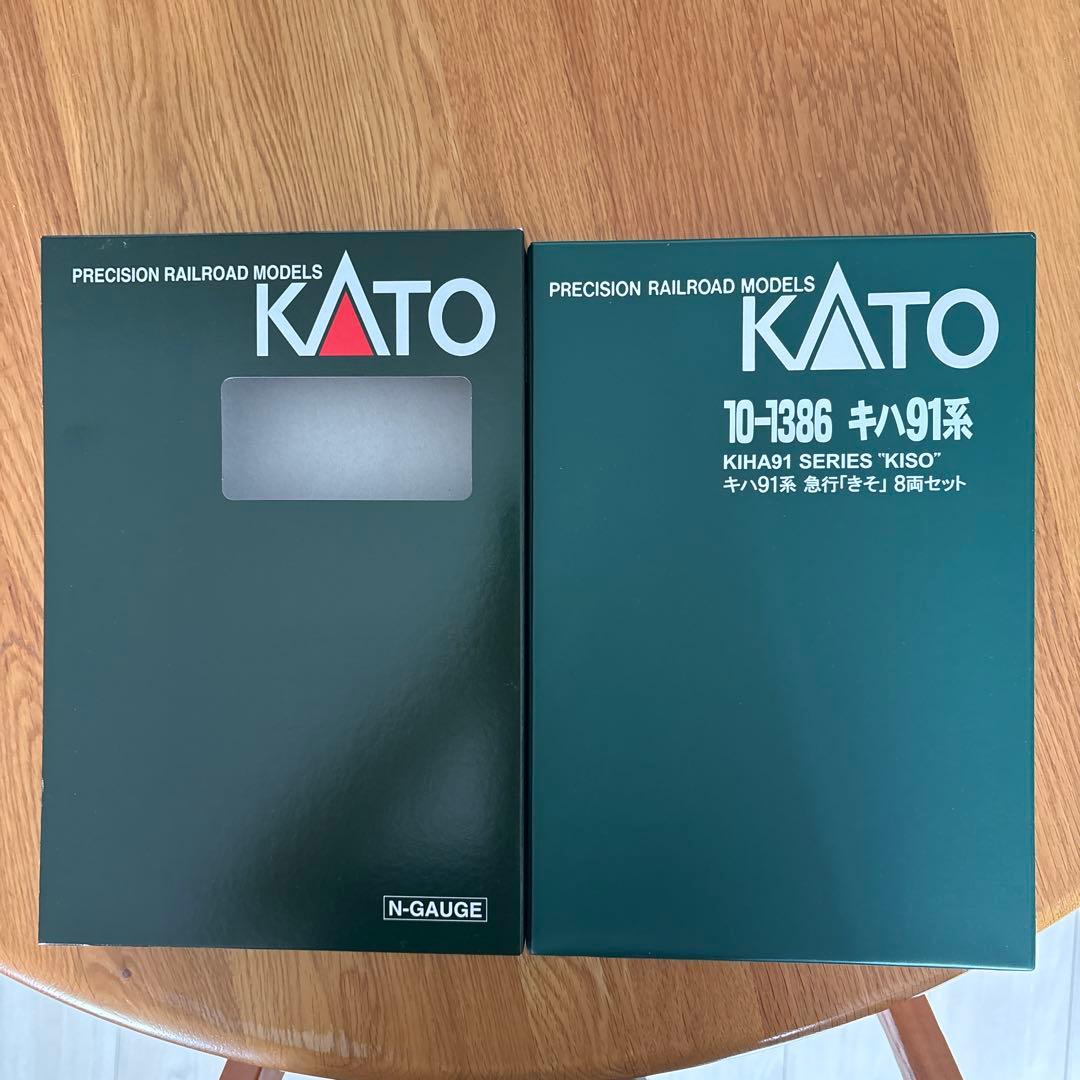 PRECISION RAILROAD MODELS
KATO
N-GAUGE
PRECISION RAILROAD MODELS
KATO
10-1386 キハ91系
KIHA91 SERIES "KISO"
キハ91系 急行「きそ」 8両セット